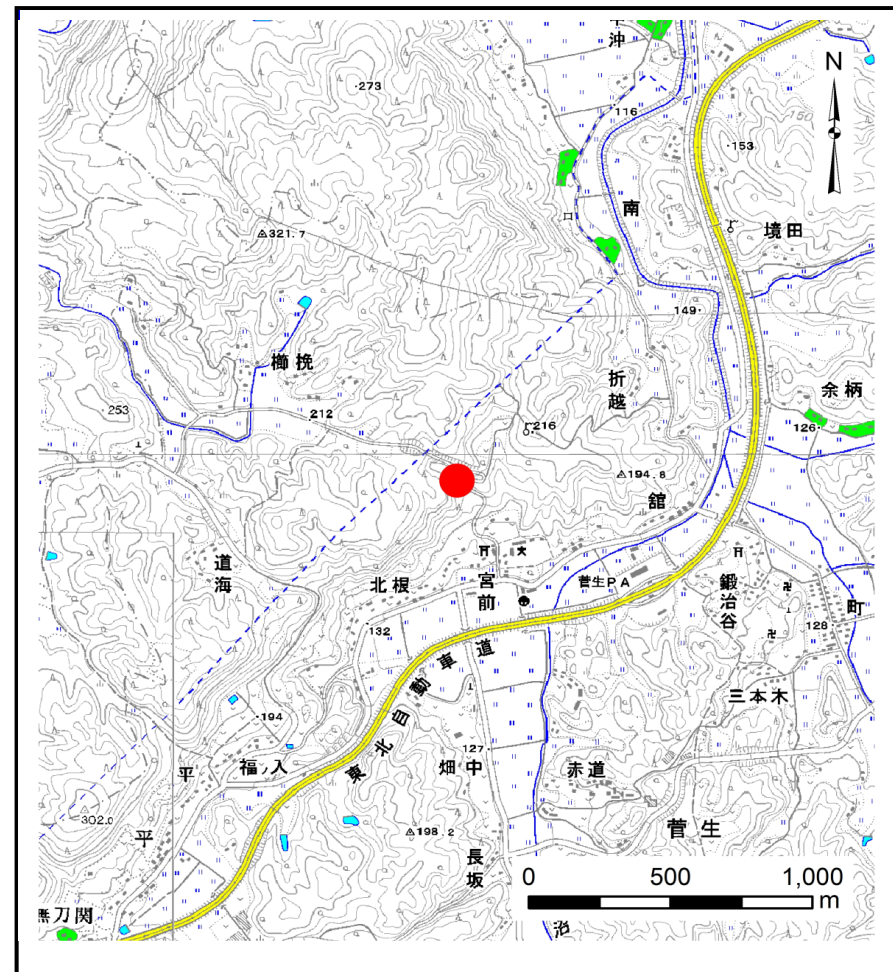 沖
N
273
116
150
153
南
境田
321.7
149
櫛挽
折越
余柄
253
212
216
126
194.8
舘
道海
北根
宮前
菅生PA
鍛治谷
町
132
128
三本木
東北自動車道
194
127
平
福ノ入
畑中
赤道
302.0
平
198.2
菅生
長坂
0 500 1,000
m
無刀関